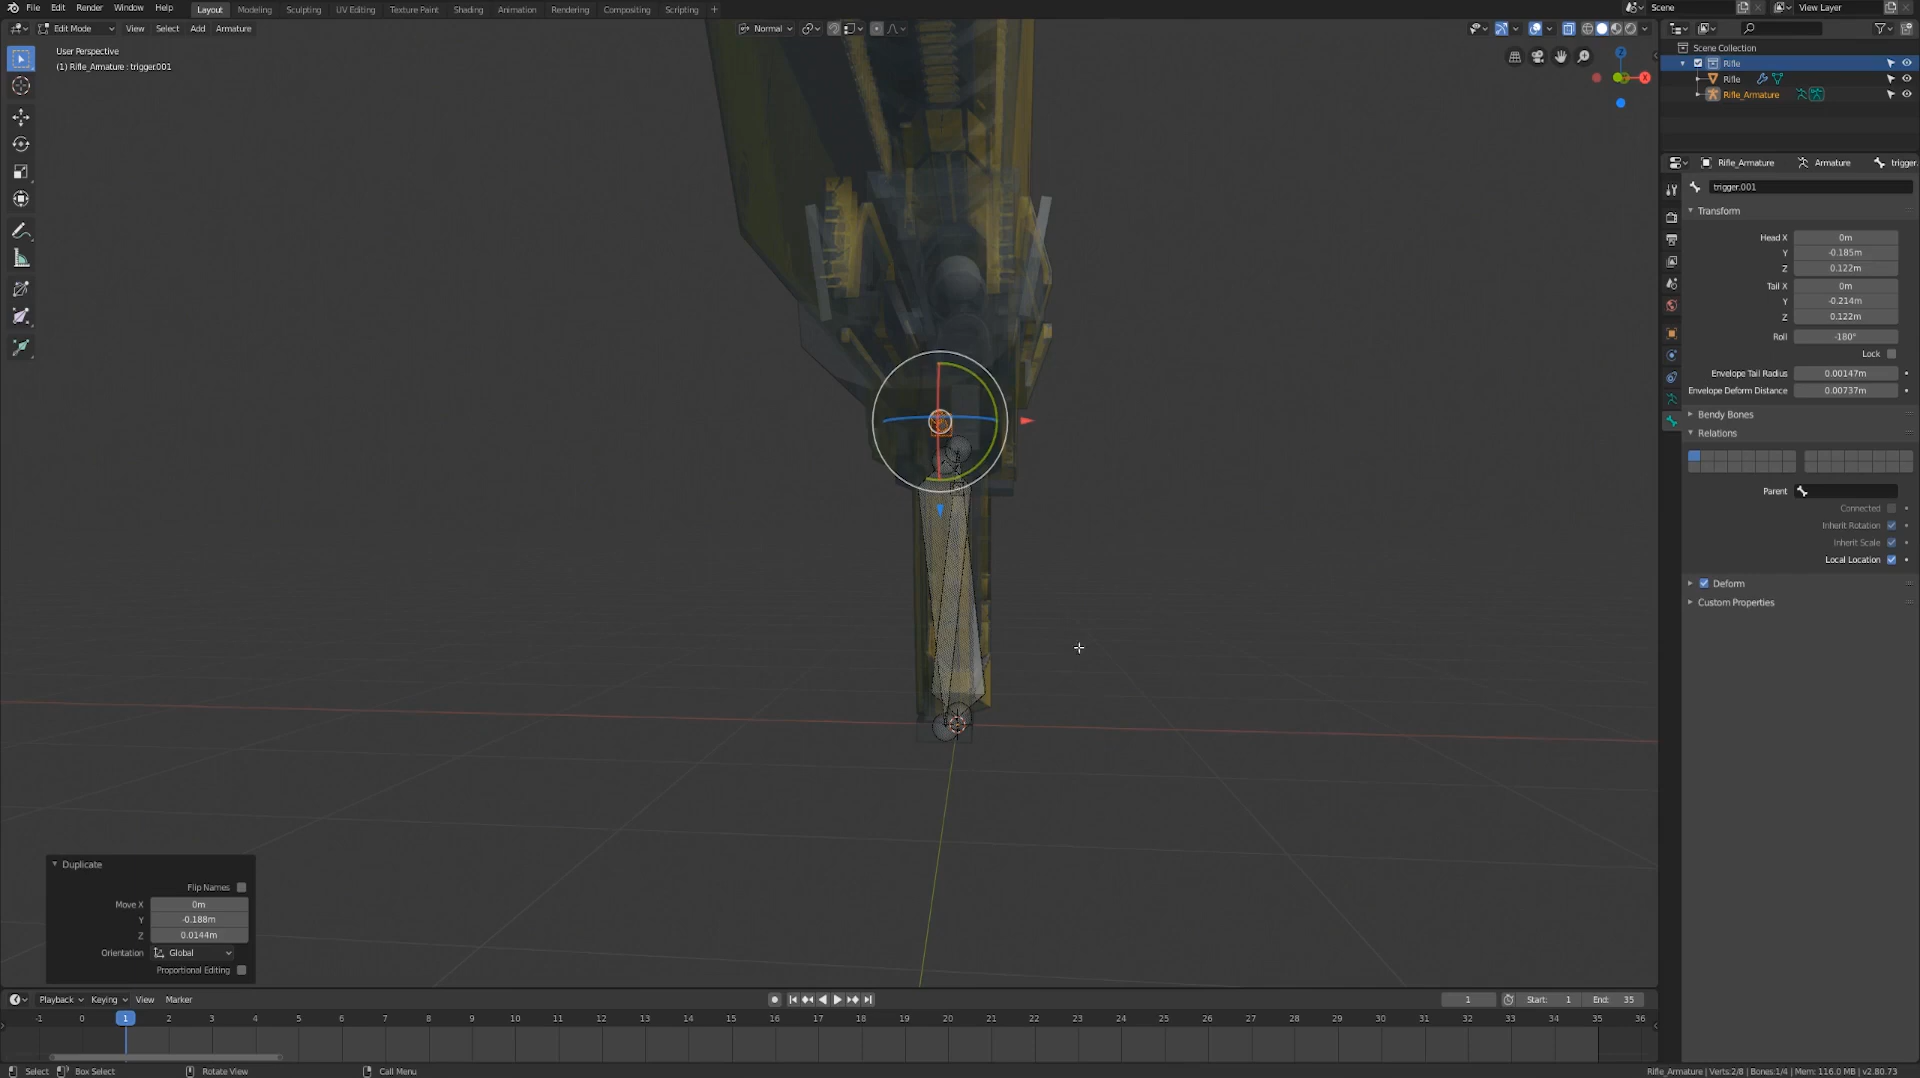 File Edit Render Window Help Layout Modeling Sculpting UV Editing Texture Paint Shading Animation Rendering Compositing Scripting + Scene View Layer
Edit Mode View Select Add Armature Normal
User Perspective
(1) Rifle_Armature : trigger.001
Z
X
Scene Collection
Rifle
Rifle
Rifle_Armature
Rifle_Armature Armature trigger.
trigger.001
Transform
Head X 0m
Y -0.185m
Z 0.122m
Tail X 0m
Y -0.214m
Z 0.122m
Roll -180°
Lock
Envelope Tail Radius 0.00147m
Envelope Deform Distance 0.00737m
Bendy Bones
Relations
Parent
Connected
Inherit Rotation
Inherit Scale
Local Location
Deform
Custom Properties
Duplicate
Flip Names
Move X 0m
Y -0.188m
Z 0.0144m
Orientation Global
Proportional Editing
Playback Keying View Marker 1 Start: 1 End: 35
-1 0 1 2 3 4 5 6 7 8 9 10 11 12 13 14 15 16 17 18 19 20 21 22 23 24 25 26 27 28 29 30 31 32 33 34 35 36
Select Box Select Rotate View Call Menu Rifle_Armature | Verts:2/8 | Bones:1/4 | Mem: 116.0 MB | v2.80.73